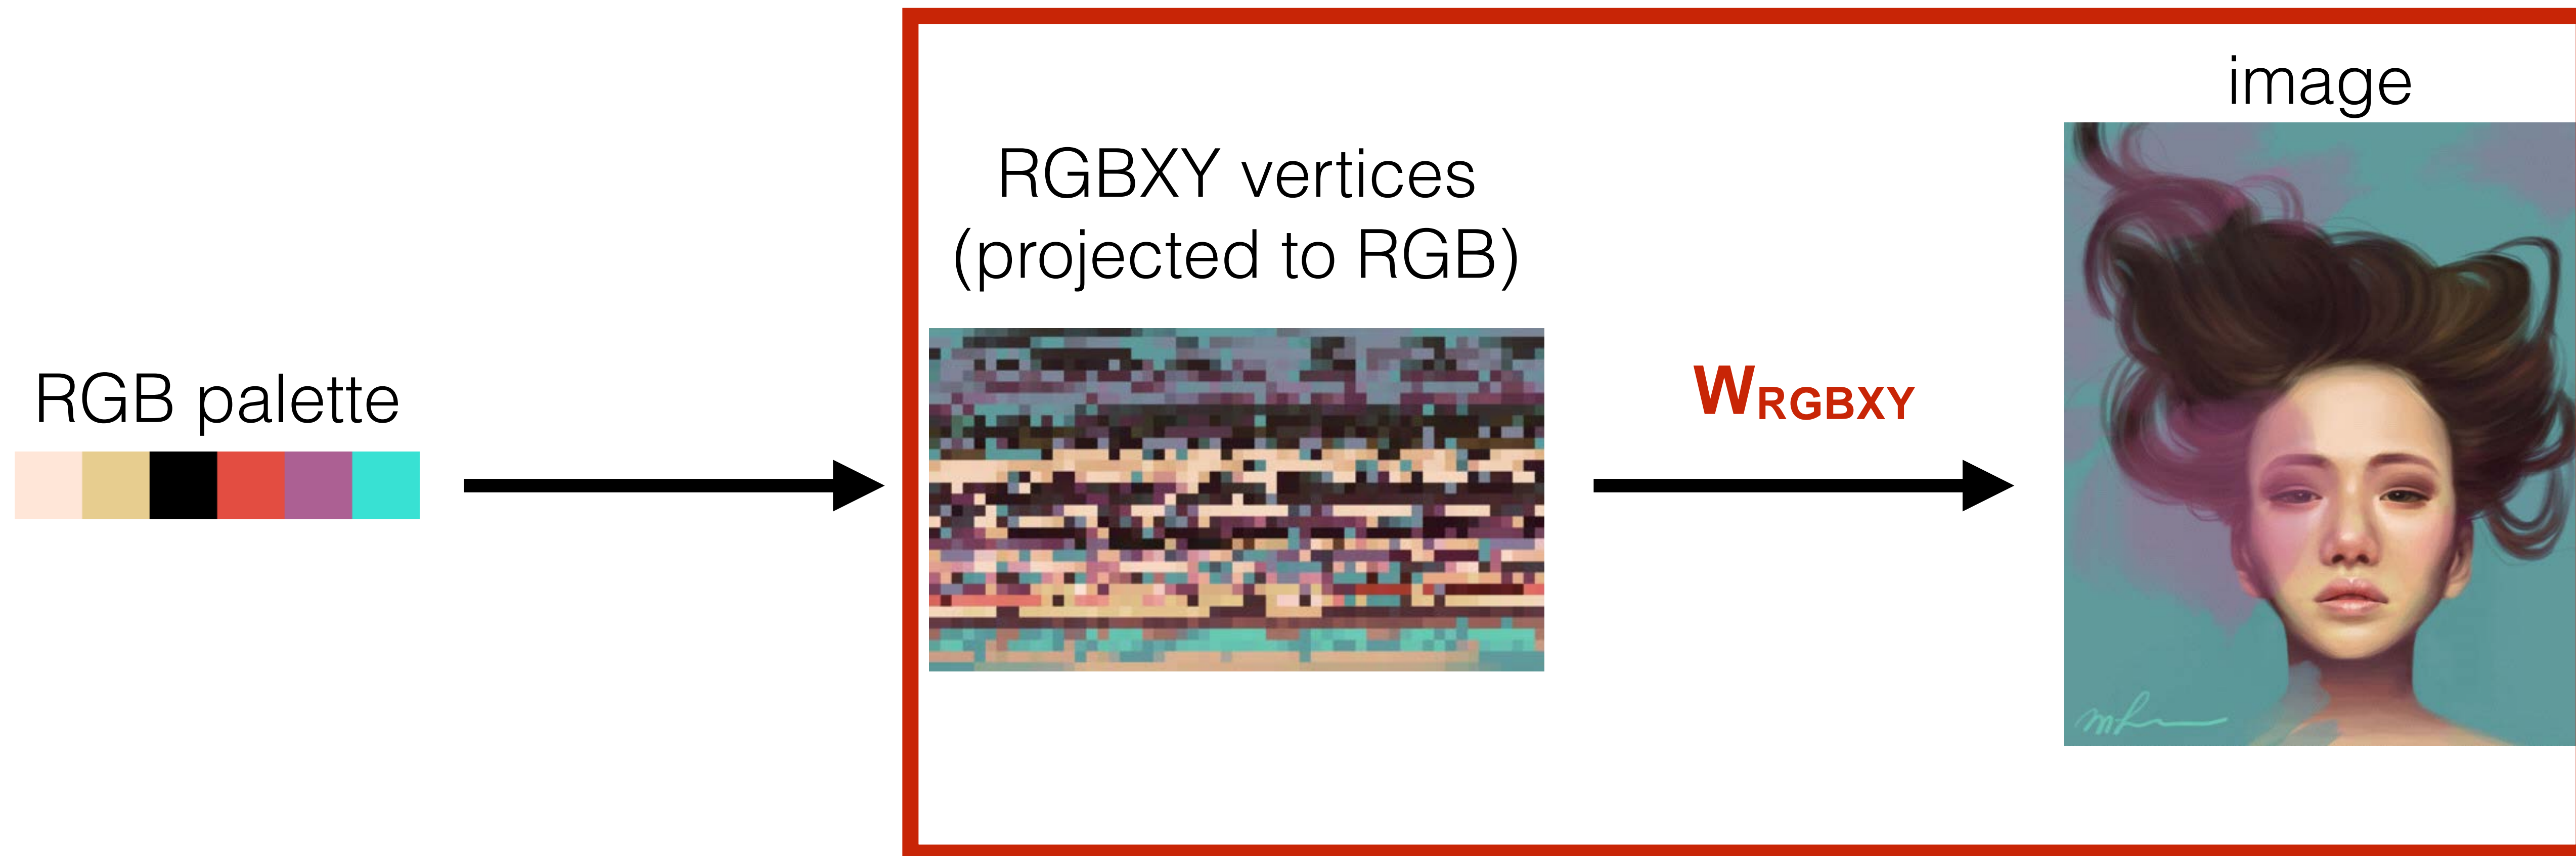 RGB palette
RGBXY vertices
(projected to RGB)
WRGBXY
image